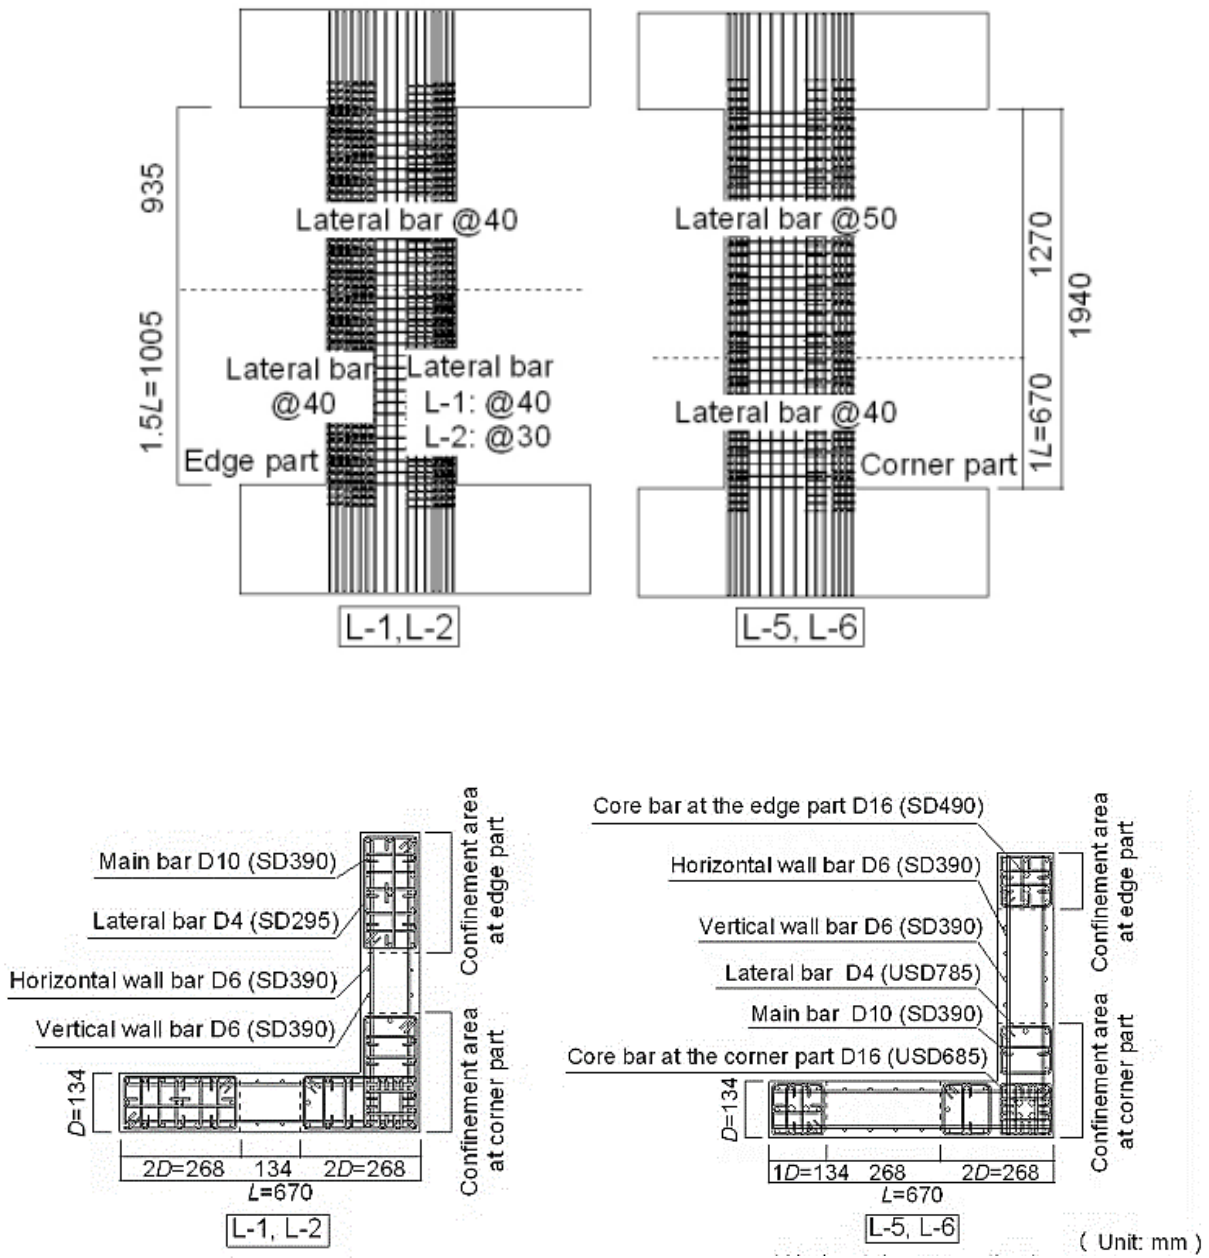 935
1.5L=1005
Lateral bar @40
Lateral bar
@40
Lateral bar
L-1: @40
L-2: @30
Edge part
L-1,L-2
Lateral bar @50
Lateral bar @40
Corner part
1270
1L=670
1940
L-5, L-6
Main bar D10 (SD390)
Lateral bar D4 (SD295)
Horizontal wall bar D6 (SD390)
Vertical wall bar D6 (SD390)
D=134
2D=268
134
2D=268
L=670
Confinement area
at edge part
Confinement area
at corner part
L-1, L-2
Core bar at the edge part D16 (SD490)
Horizontal wall bar D6 (SD390)
Vertical wall bar D6 (SD390)
Lateral bar D4 (USD785)
Main bar D10 (SD390)
Core bar at the corner part D16 (USD685)
D=134
1D=134
268
2D=268
L=670
Confinement area
at edge part
Confinement area
at corner part
L-5, L-6
( Unit: mm )